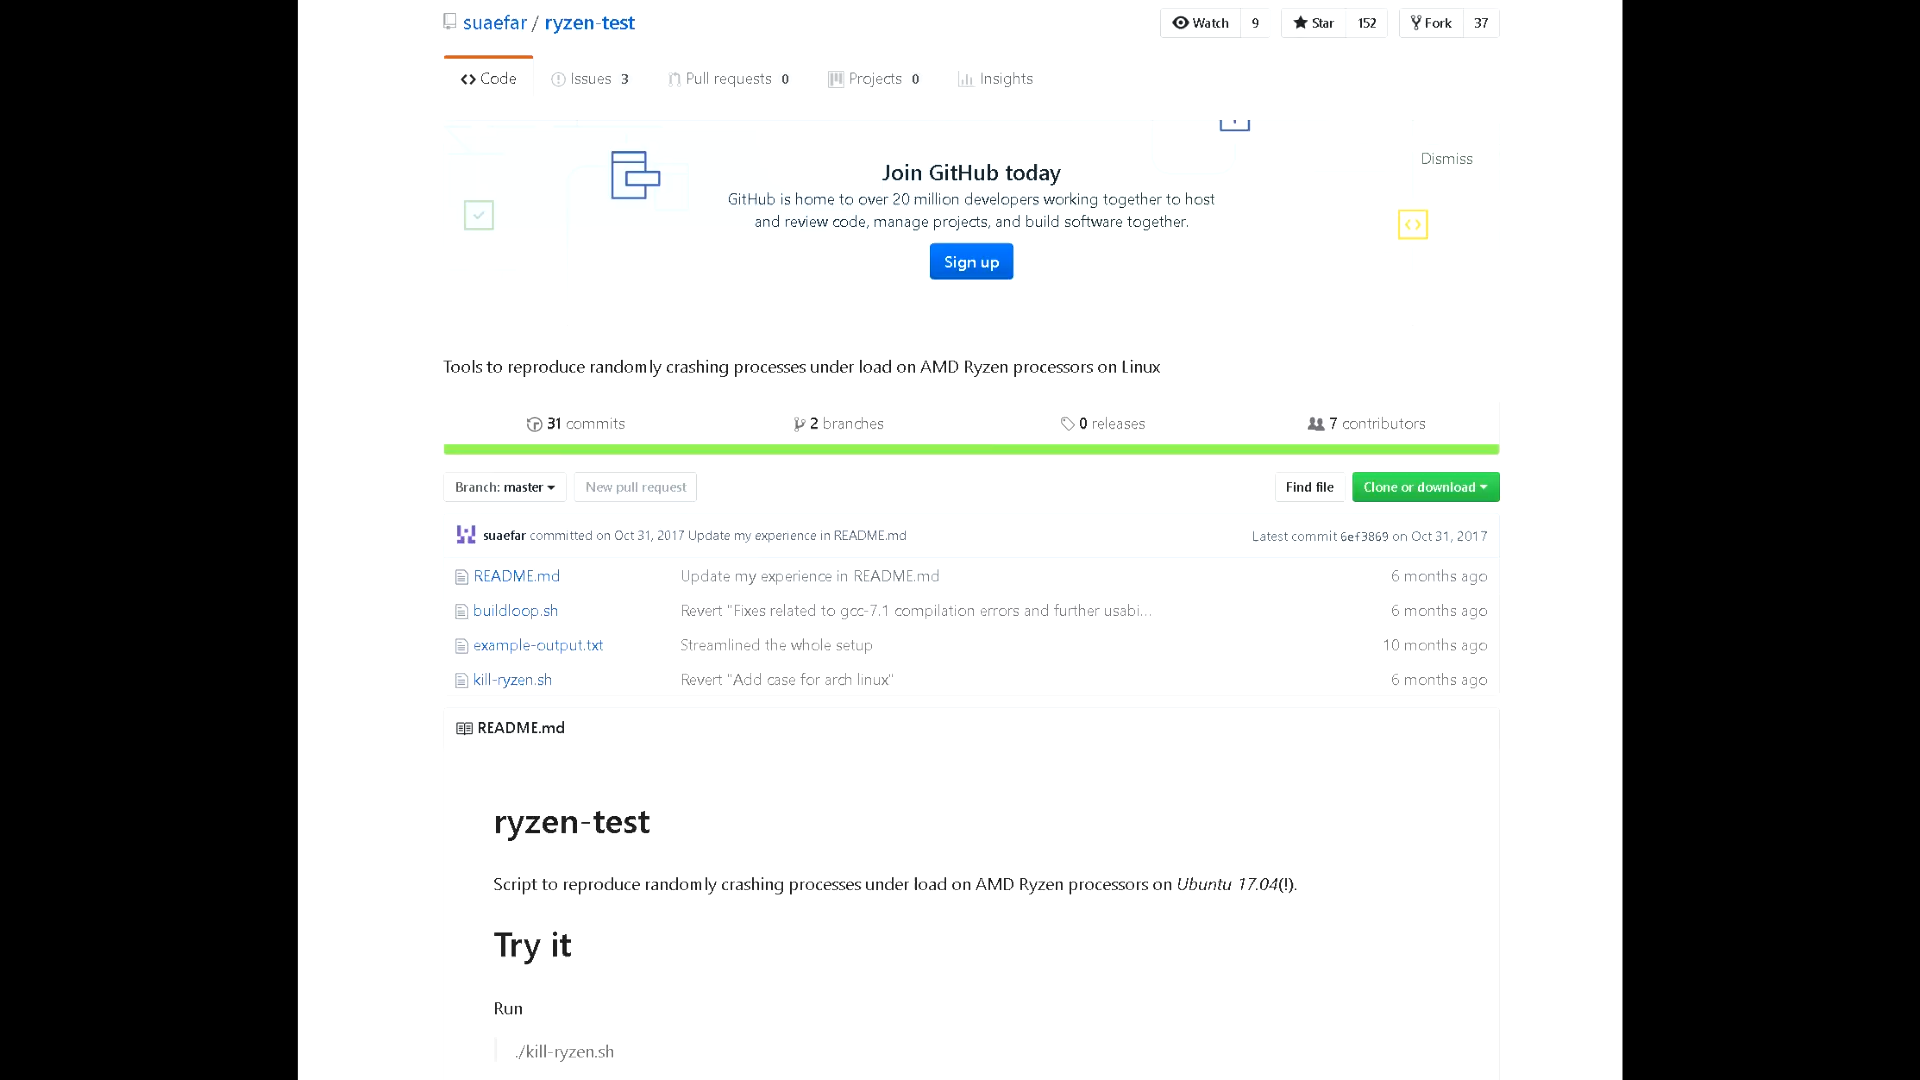 suaefar / ryzen-test
Watch 9 Star 152 Fork 37
Code Issues 3 Pull requests 0 Projects 0 Insights
Dismiss
Join GitHub today
GitHub is home to over 20 million developers working together to host
and review code, manage projects, and build software together.
Sign up
Tools to reproduce randomly crashing processes under load on AMD Ryzen processors on Linux
31 commits 2 branches 0 releases 7 contributors
Branch: master New pull request Find file Clone or download
suaefar committed on Oct 31, 2017 Update my experience in README.md Latest commit 6ef3869 on Oct 31, 2017
README.md Update my experience in README.md 6 months ago
buildloop.sh Revert "Fixes related to gcc-7.1 compilation errors and further usabi... 6 months ago
example-output.txt Streamlined the whole setup 10 months ago
kill-ryzen.sh Revert "Add case for arch linux" 6 months ago
README.md
ryzen-test
Script to reproduce randomly crashing processes under load on AMD Ryzen processors on Ubuntu 17.04(!).
Try it
Run
./kill-ryzen.sh